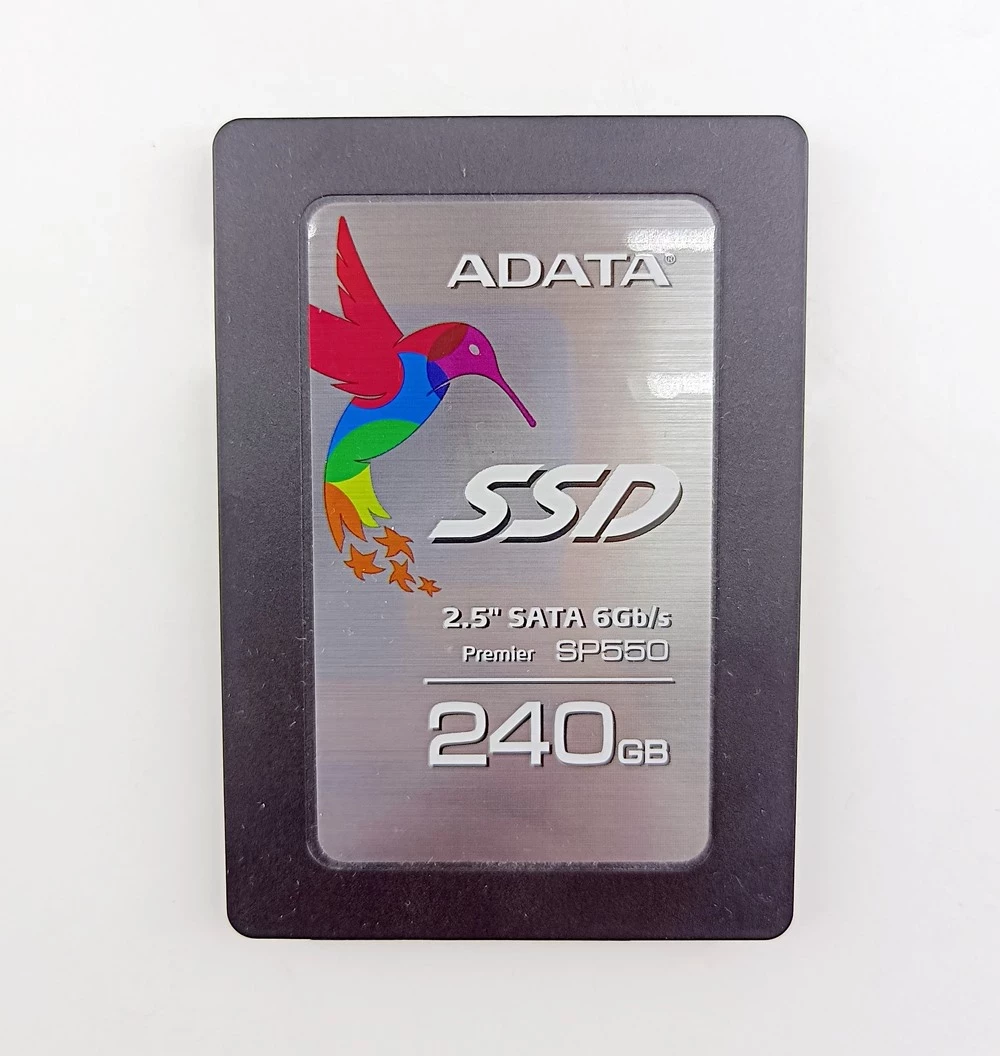 ADATA®
SSD
2.5" SATA 6Gb/s
Premier SP550
240GB